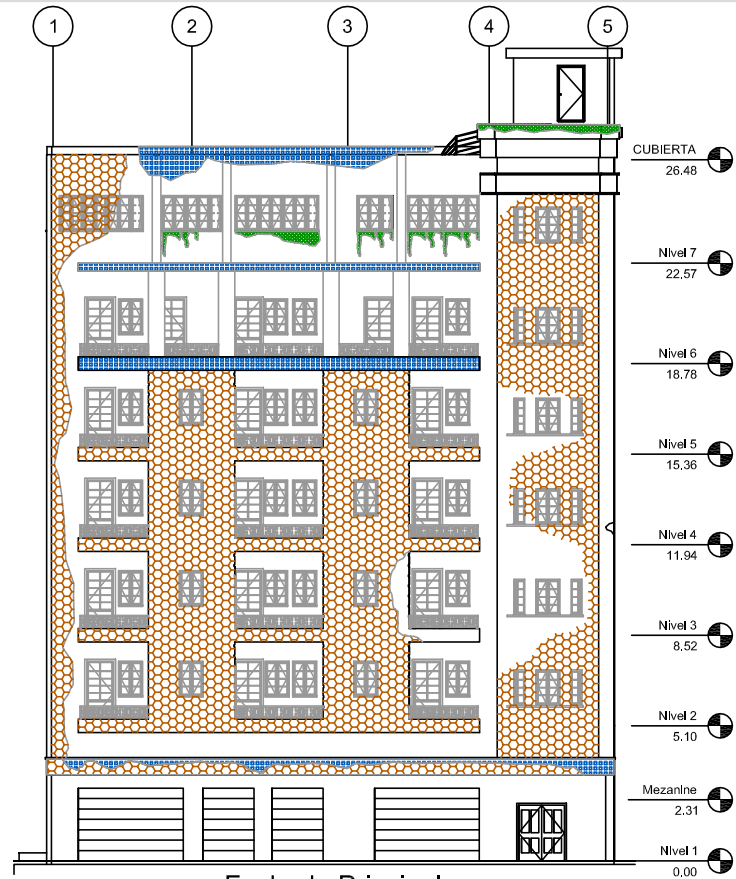 1 2 3 4 5
CUBIERTA
26.48
Nivel 7
22.57
Nivel 6
18.78
Nivel 5
15.36
Nivel 4
11.94
Nivel 3
8.52
Nivel 2
5.10
Mezanine
2.31
Nivel 1
0,00